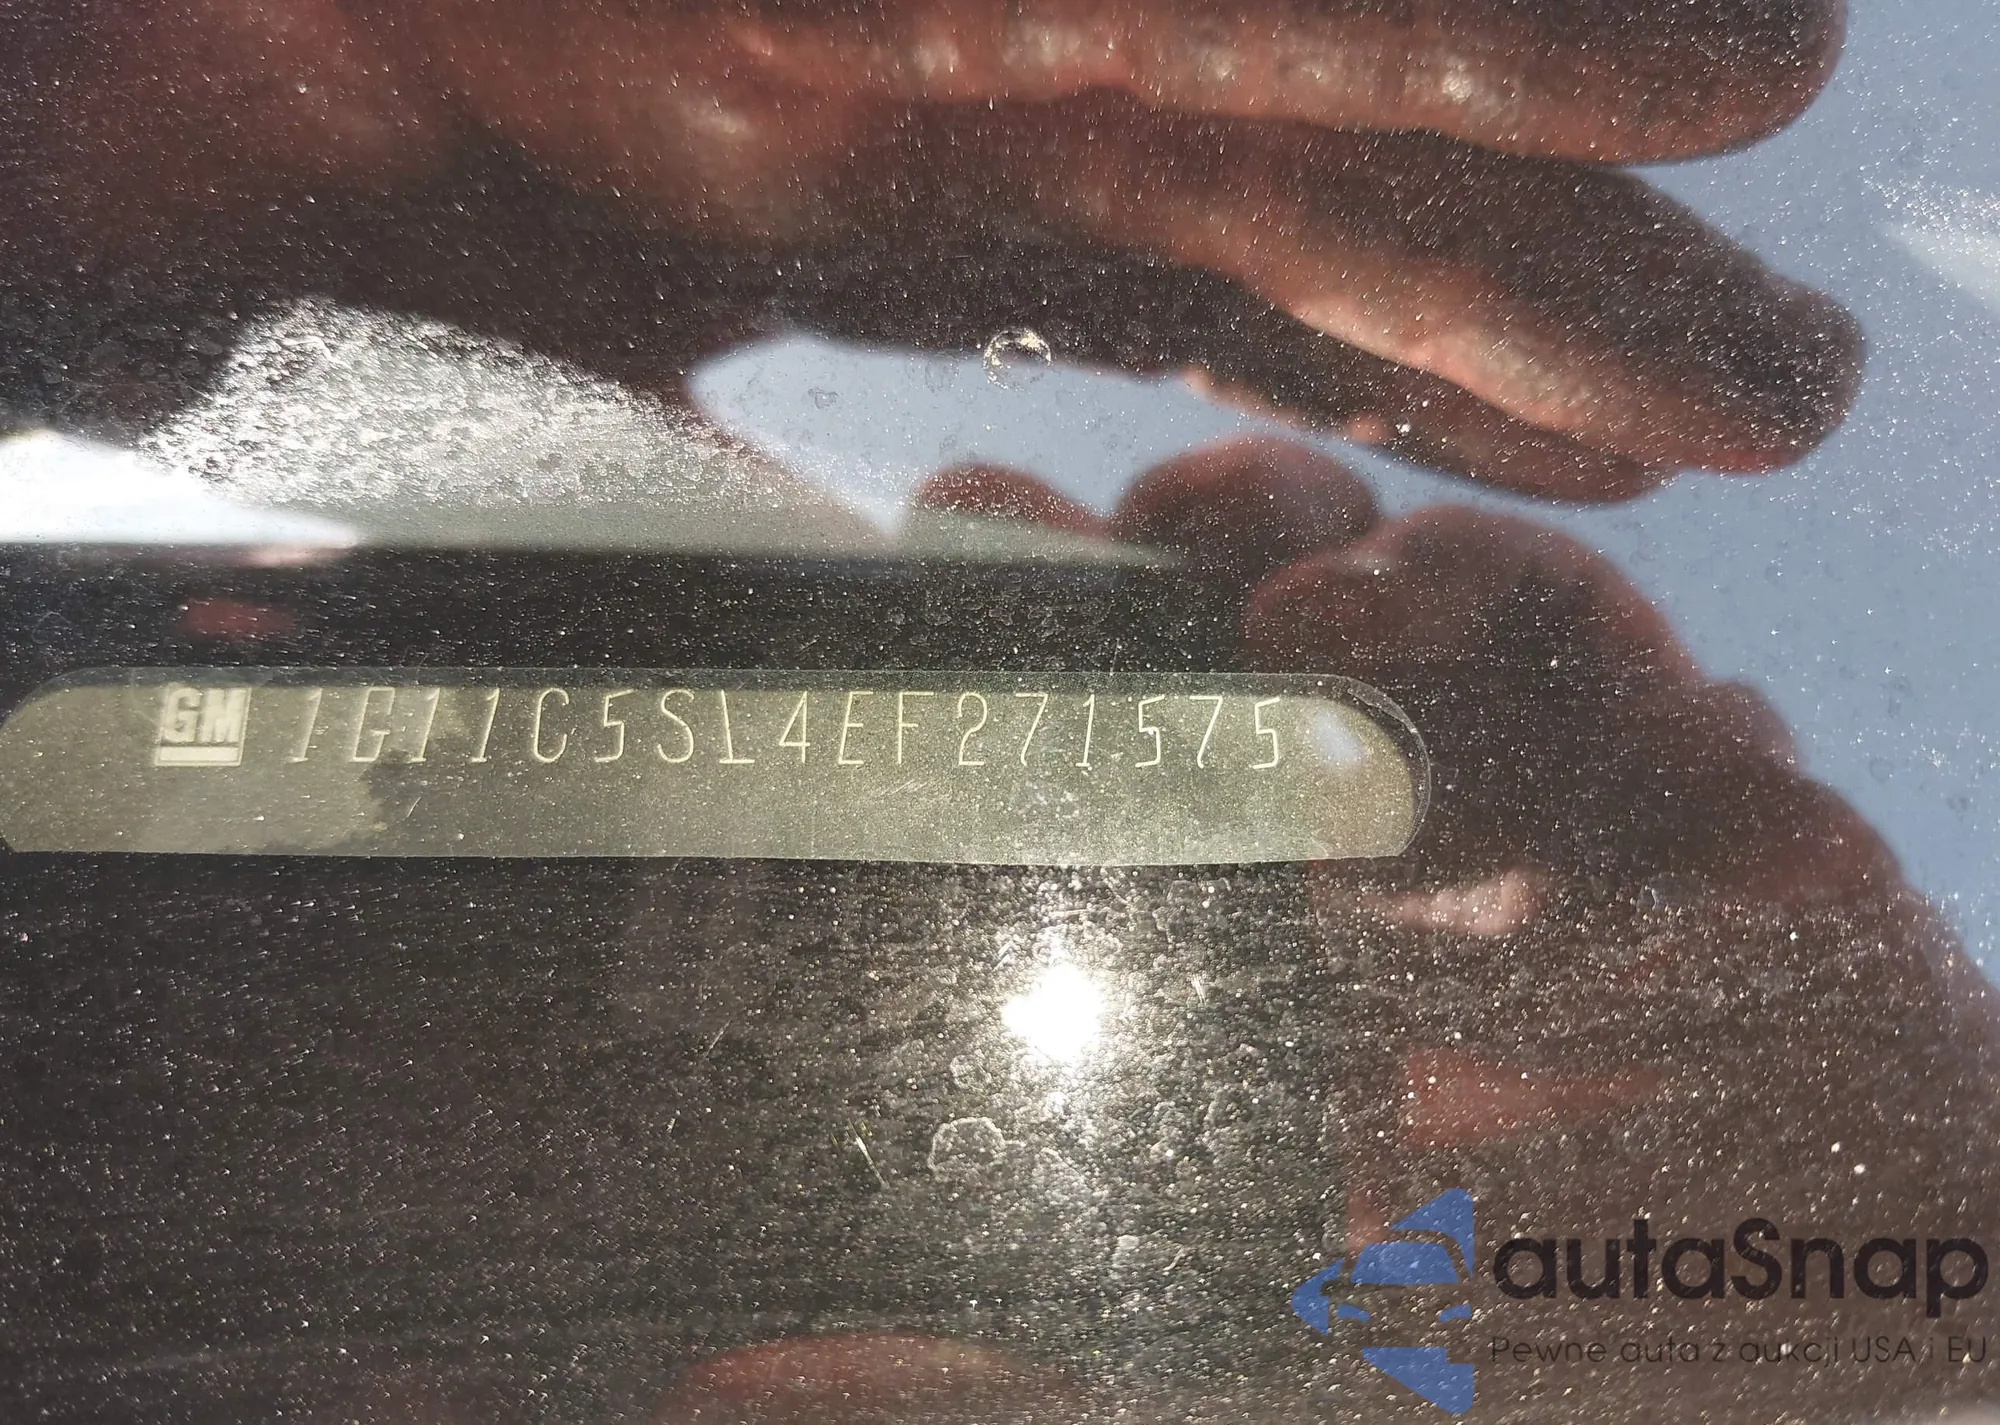 GM 1G11C5SL4EF271575
autaSnap
Pewne auta z aukcji USA i EU